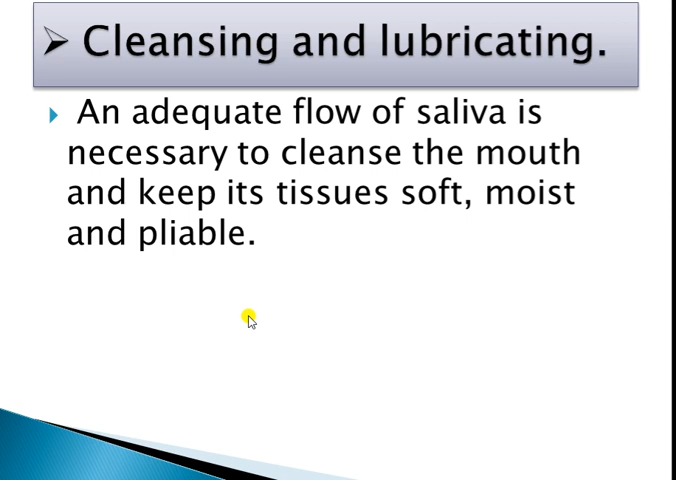 Cleansing and lubricating.
An adequate flow of saliva is
necessary to cleanse the mouth
and keep its tissues soft, moist
and pliable.